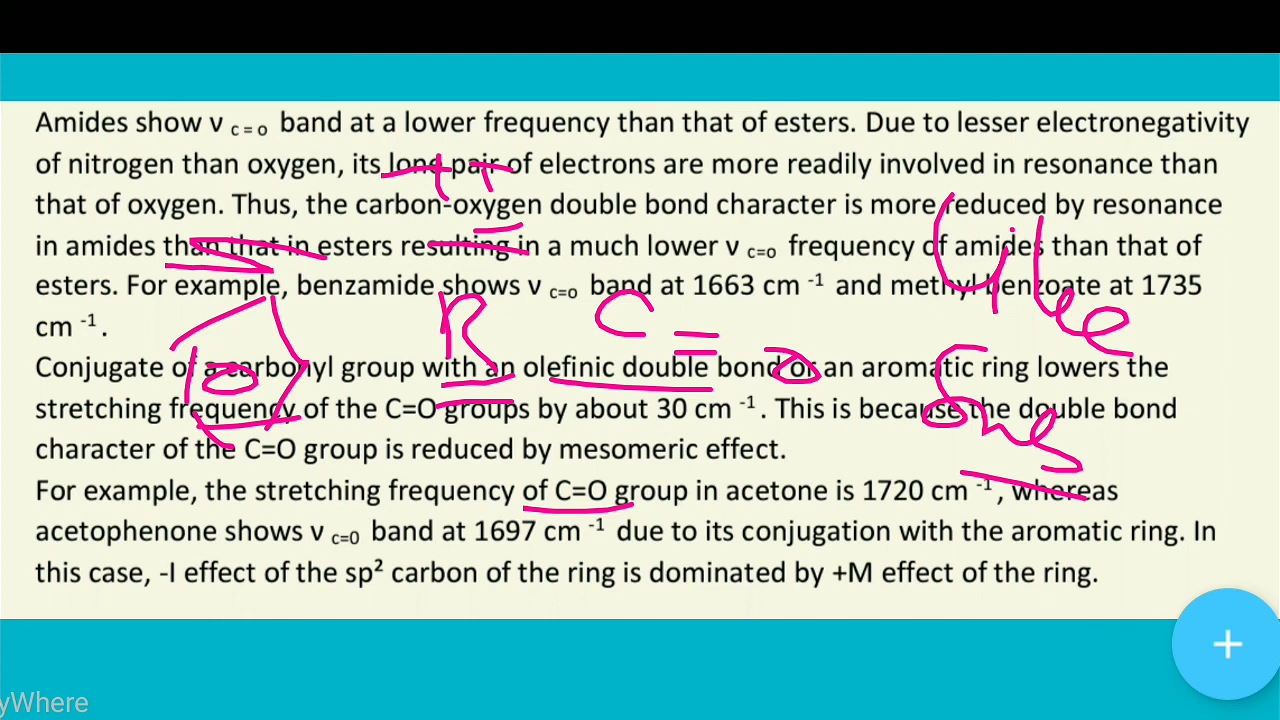 Amides show ν c = o band at a lower frequency than that of esters. Due to lesser electronegativity
of nitrogen than oxygen, its lone pair of electrons are more readily involved in resonance than
that of oxygen. Thus, the carbon-oxygen double bond character is more reduced by resonance
in amides than that in esters resulting in a much lower ν c=o frequency of amides than that of
esters. For example, benzamide shows ν c=o band at 1663 cm -1 and methyl benzoate at 1735
cm -1 .
Conjugate of a carbonyl group with an olefinic double bond or an aromatic ring lowers the
stretching frequency of the C=O groups by about 30 cm -1 . This is because the double bond
character of the C=O group is reduced by mesomeric effect.
For example, the stretching frequency of C=O group in acetone is 1720 cm -1 , whereas
acetophenone shows ν c=0 band at 1697 cm -1 due to its conjugation with the aromatic ring. In
this case, -I effect of the sp² carbon of the ring is dominated by +M effect of the ring.
R C = o
yWhere